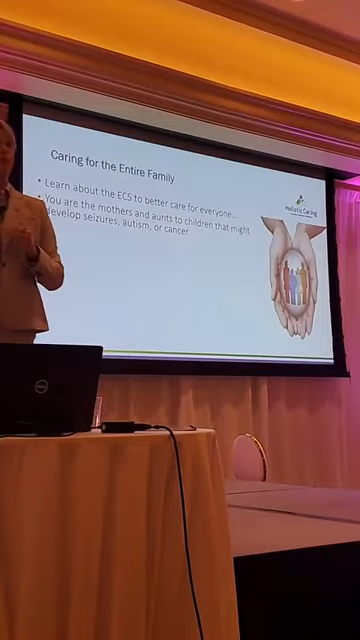 Caring for the Entire Family
• Learn about the ECS to better care for everyone...
• You are the mothers and aunts to children that might
develop seizures, autism, or cancer
Holistic Caring
DELL